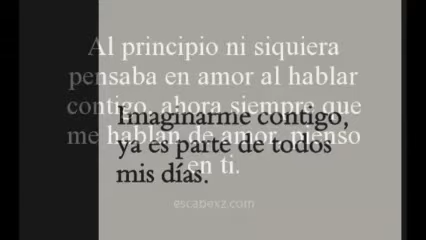 Al principio ni siquiera
pensaba en amor al hablar
contigo, ahora siempre que
me hablan de amor, pienso
en ti.
Imaginarme contigo,
ya es parte de todos
mis días.
escabexz.com